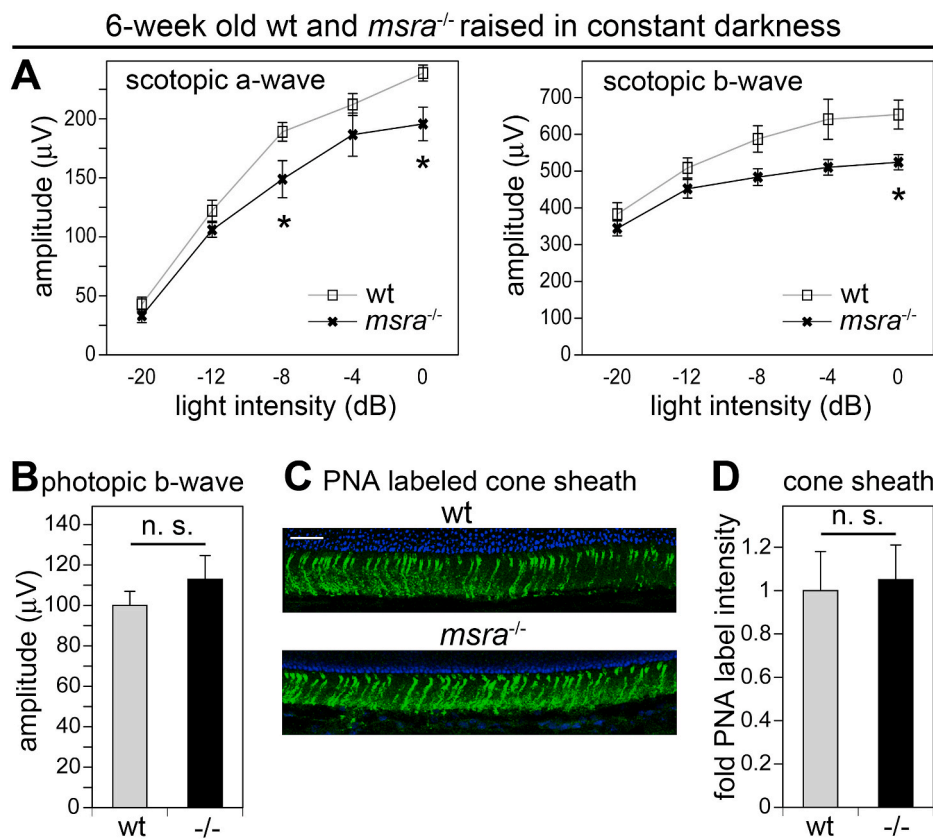 6-week old wt and msra-/- raised in constant darkness
A
scotopic a-wave
amplitude (µV)
200
150
100
50
0
-20 -12 -8 -4 0
light intensity (dB)
wt
msra-/-
*
*
scotopic b-wave
amplitude (µV)
700
600
500
400
300
200
100
0
-20 -12 -8 -4 0
light intensity (dB)
wt
msra-/-
*
B photopic b-wave
amplitude (µV)
140
120
100
80
60
40
20
0
n. s.
wt -/-
C PNA labeled cone sheath
wt
msra-/-
D cone sheath
fold PNA label intensity
1.2
1
0.8
0.6
0.4
0.2
0
n. s.
wt -/-